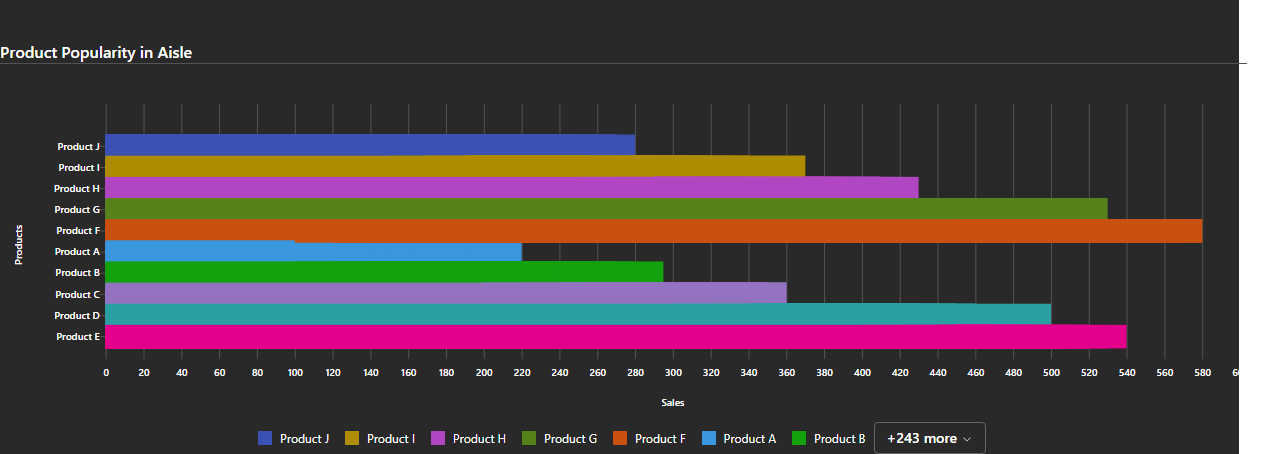 Product Popularity in Aisle
Products
Product J
Product I
Product H
Product G
Product F
Product A
Product B
Product C
Product D
Product E
0 20 40 60 80 100 120 140 160 180 200 220 240 260 280 300 320 340 360 380 400 420 440 460 480 500 520 540 560 580
Sales
Product J Product I Product H Product G Product F Product A Product B +243 more